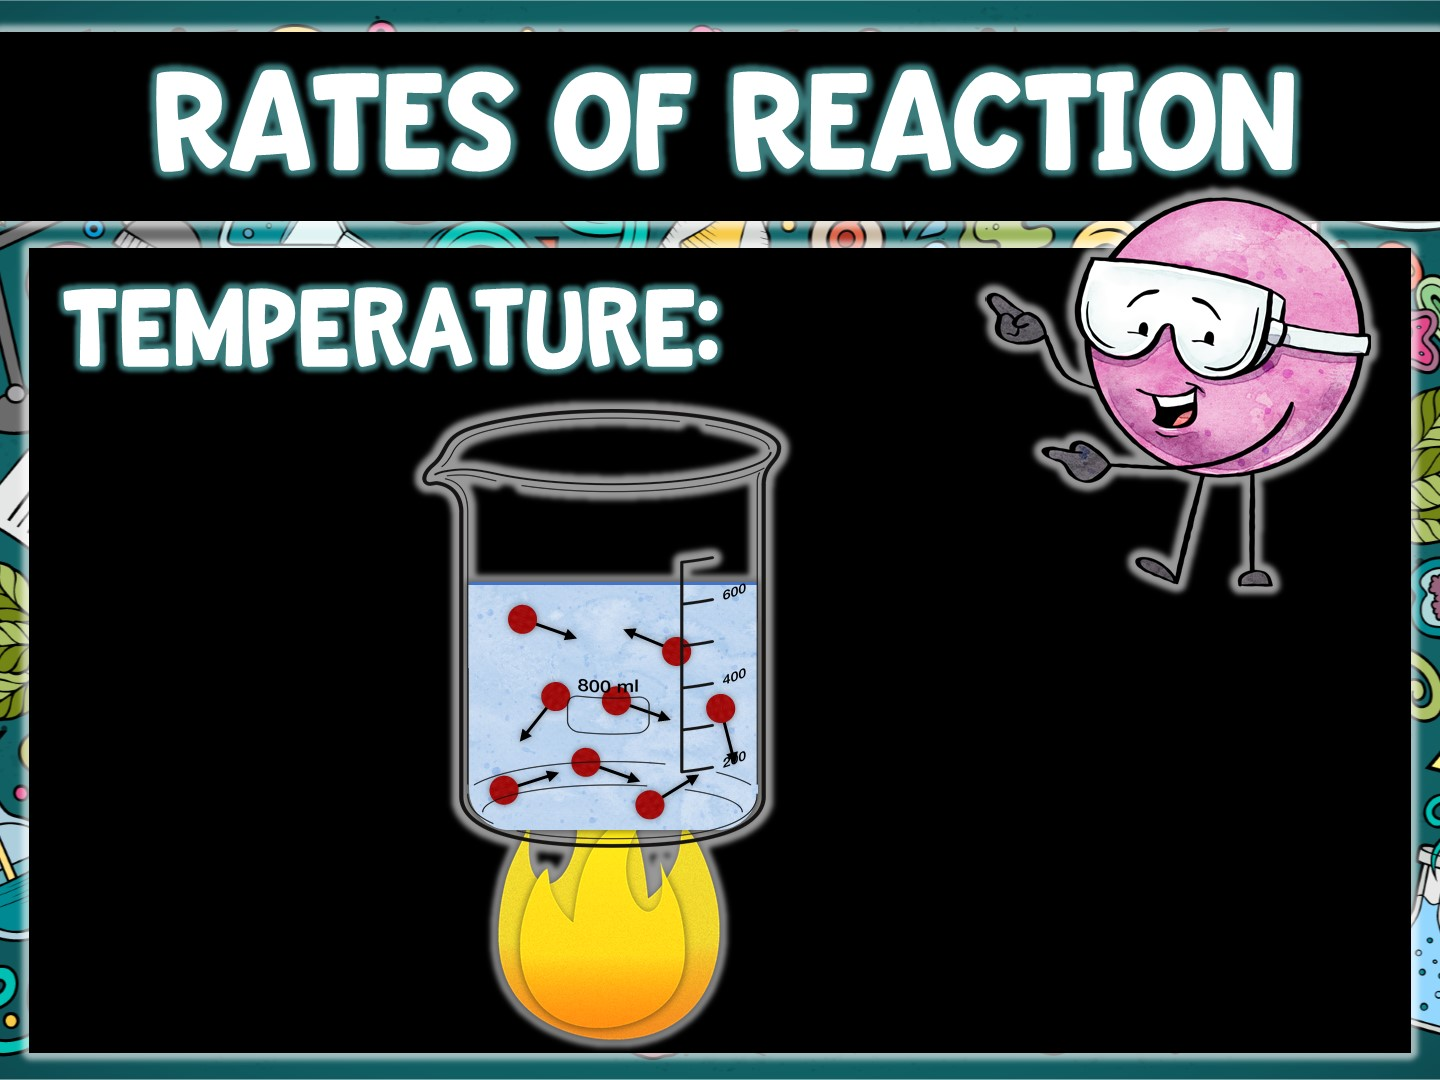 RATES OF REACTION
TEMPERATURE:
600
400
800 ml
200